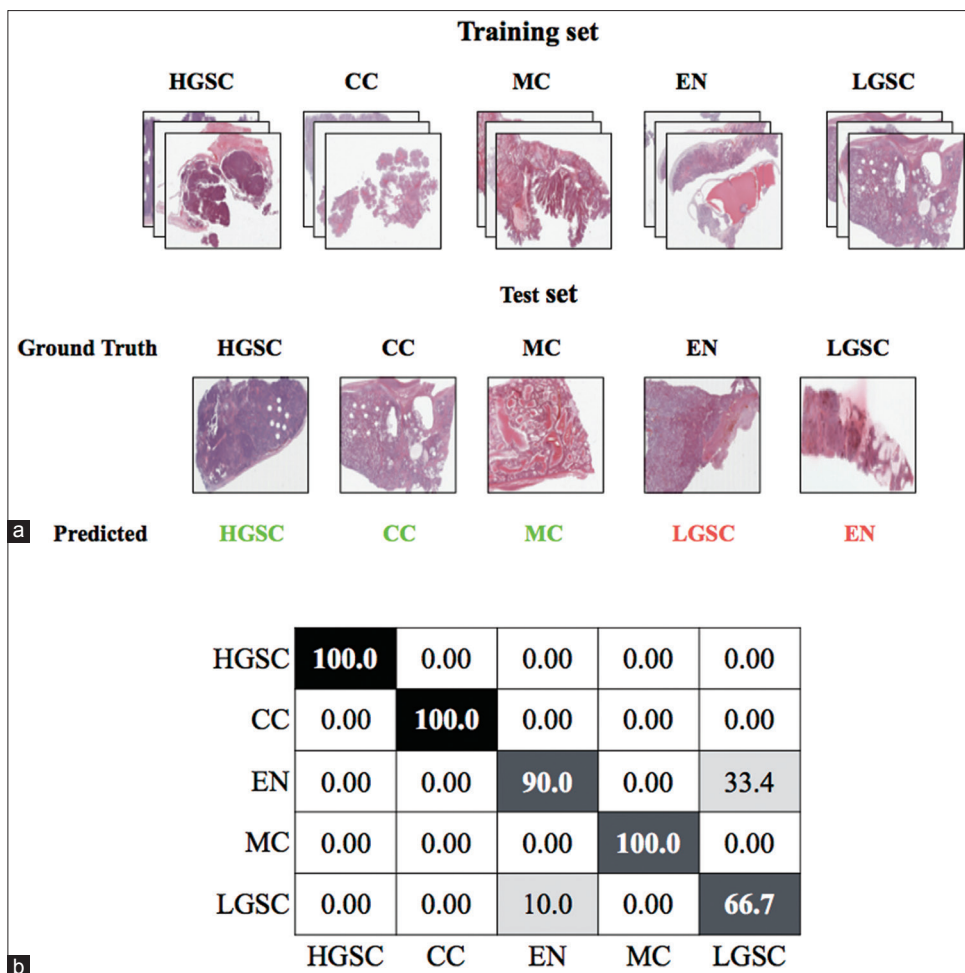 Training set
HGSC CC MC EN LGSC
Test set
Ground Truth HGSC CC MC EN LGSC
a Predicted HGSC CC MC LGSC EN
HGSC 100.0 0.00 0.00 0.00 0.00
CC 0.00 100.0 0.00 0.00 0.00
EN 0.00 0.00 90.0 0.00 33.4
MC 0.00 0.00 0.00 100.0 0.00
LGSC 0.00 0.00 10.0 0.00 66.7
b HGSC CC EN MC LGSC